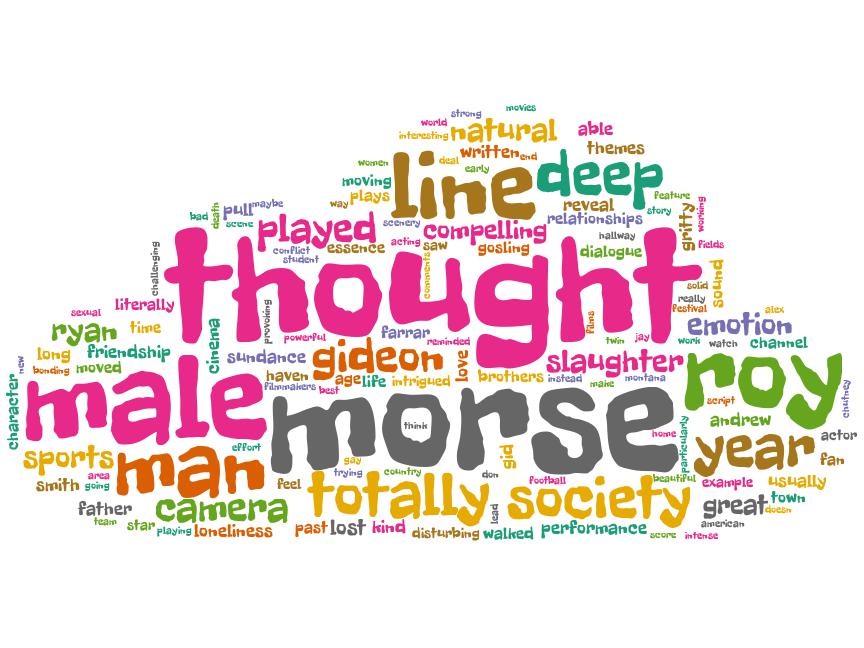 movies
strong
world
interesting
natural
able
written
end
themes
women
deal
early
line
deep
moving
plays
way
reveal
feature
relationships
story
bad
death
pull
maybe
scene
played
scenery
compelling
hallway
gritty
working
fields
conflict
essence
acting
saw
gosling
dialogue
student
challenging
thought
comments
solid
sound
really
sexual
literally
provoking
films
festival
alex
ryan
time
cinema
powerful
farrar
reminded
twin
jay
emotion
work
watch
channel
long
friendship
sundance
gideon
love
slaughter
roy
new
bonding
moved
haven
age
life
intrigued
brothers
instead
make
montana
filmmakers
best
character
male
morse
think
script
chutney
andrew
home
particularly
year
actor
effort
sports
man
gay
gid
fan
area
smith
going
feel
trying
country
don
football
beautiful
example
usually
totally
society
father
camera
lead
great
town
doesn
team
star
playing
loneliness
past
lost
kind
disturbing
walked
performance
score
intense
american